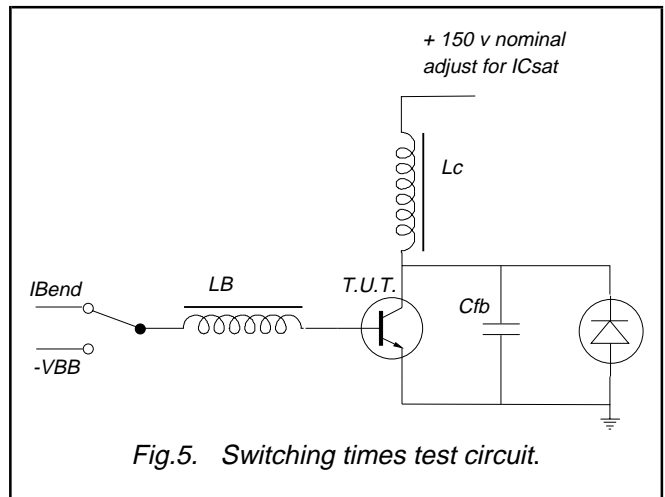 + 150 v nominal
adjust for ICsat
Lc
LB
T.U.T.
IBend
Cfb
-VBB
Fig.5. Switching times test circuit.